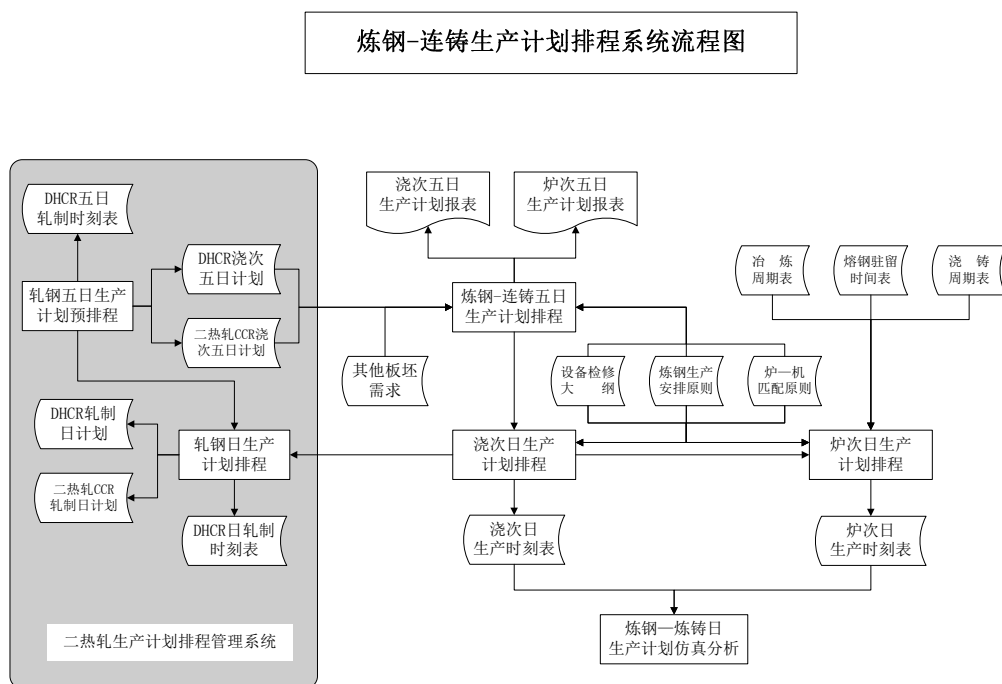 炼钢-连铸生产计划排程系统流程图
浇次五日
生产计划报表
炉次五日
生产计划报表
DHCR五日
轧制时刻表
DHCR浇次
五日计划
冶 炼
周期表
熔钢驻留
时间表
浇 铸
周期表
轧钢五日生产
计划预排程
炼钢-连铸五日
生产计划排程
二热轧CCR浇
次五日计划
其他板坯
需求
设备检修
大 纲
炼钢生产
安排原则
炉—机
匹配原则
DHCR轧制
日计划
轧钢日生产
计划排程
浇次日生产
计划排程
炉次日生产
计划排程
二热轧CCR
轧制日计划
DHCR日轧制
时刻表
浇次日
生产时刻表
炉次日
生产时刻表
二热轧生产计划排程管理系统
炼钢—炼铸日
生产计划仿真分析